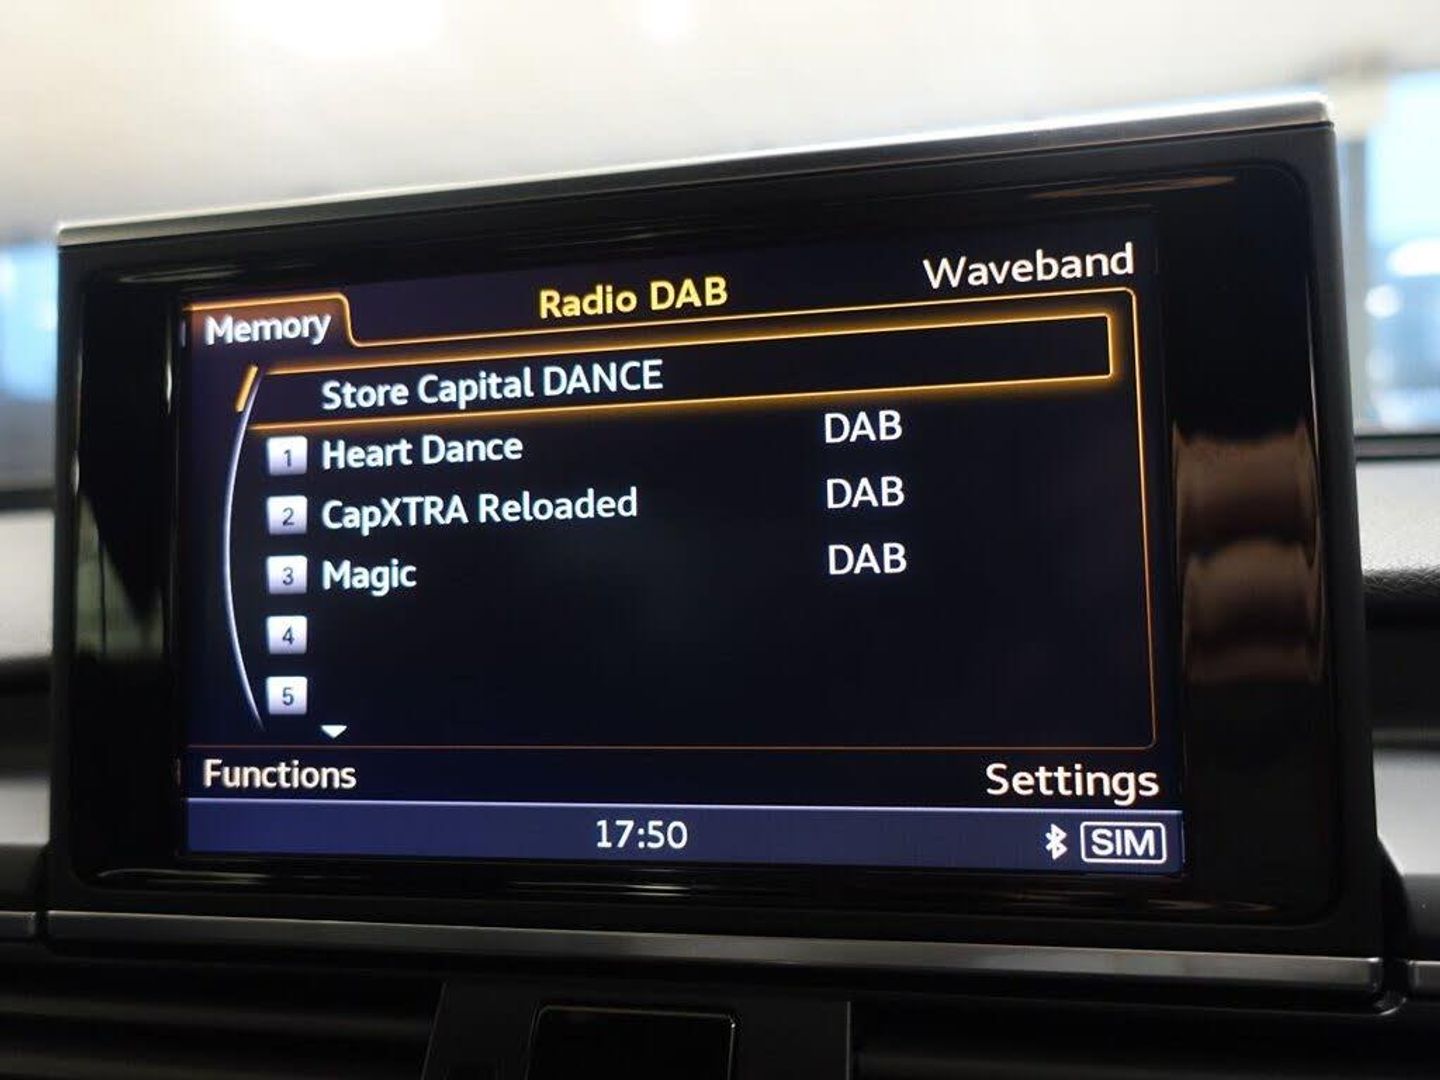 Memory
Radio DAB
Waveband
Store Capital DANCE
1 Heart Dance DAB
2 CapXTRA Reloaded DAB
3 Magic DAB
4
5
Functions
Settings
17:50
SIM